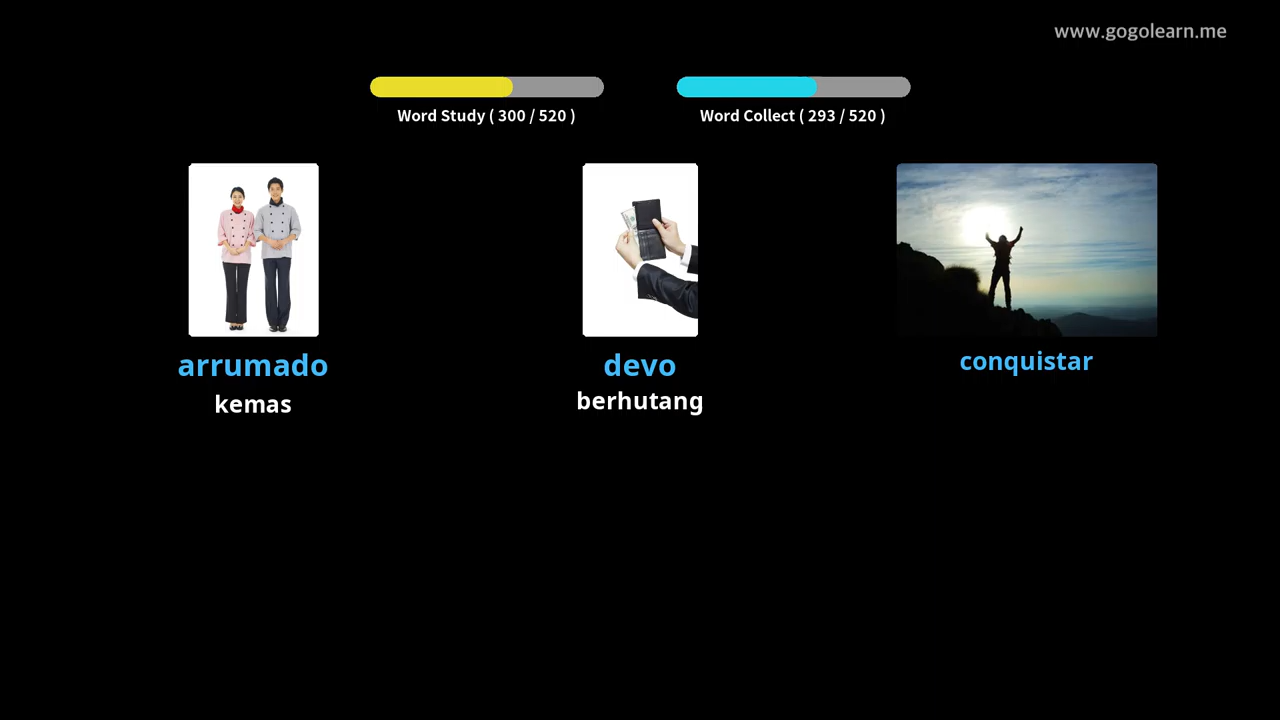 www.gogolearn.me
Word Study ( 300 / 520 )
Word Collect ( 293 / 520 )
arrumado
kemas
devo
berhutang
conquistar